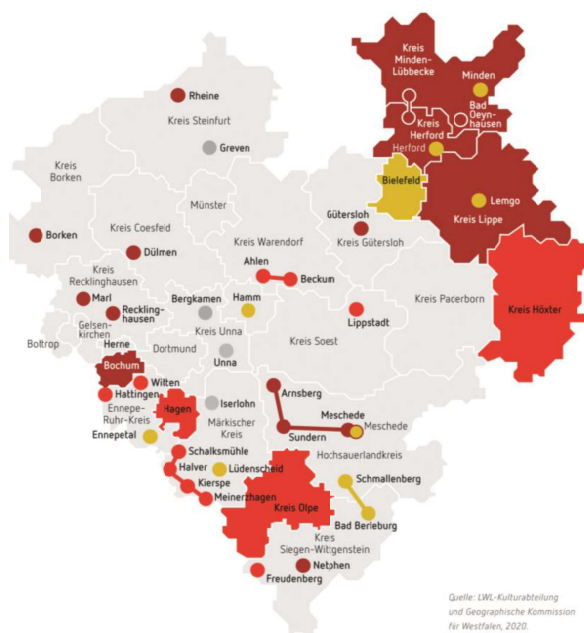 Kreis
Minden-
Lübbecke
Minden
Bad
Oeyn-
hausen
Rheine
Kreis Steinfurt
Kreis
Herford
Herford
Greven
Kreis
Borken
Bielefeld
Münster
Lemgo
Kreis Lippe
Gütersloh
Borken
Kreis Coesfeld
Kreis Warendorf
Kreis Gütersloh
Dülmen
Ahlen
Beckum
Kreis
Recklinghausen
Marl
Reckling-
hausen
Bergkamen
Hamm
Lippstadt
Kreis Pacerborn
Kreis Höxter
Gelsen-
kirchen
Boltrop
Herne
Dortmund
Kreis Unna
Kreis Soest
Unna
Bochum
Wilten
Hattingen
Hagen
Iserlohn
Arnsberg
Ennepe-
Ruhr-Kreis
Märkischer
Kreis
Meschede
Meschede
Sundern
Ennepetal
Hochsauerlandkreis
Schalksmühle
Halver
Lüdenscheid
Schmallenberg
Kierspe
Meinerzhagen
Kreis Olpe
Bad Berleburg
Kreis
Siegen-Wittgenstein
Netphen
Freudenberg
Quelle: LWL-Kulturabteilung
und Geographische Kommission
für Westfalen, 2020.